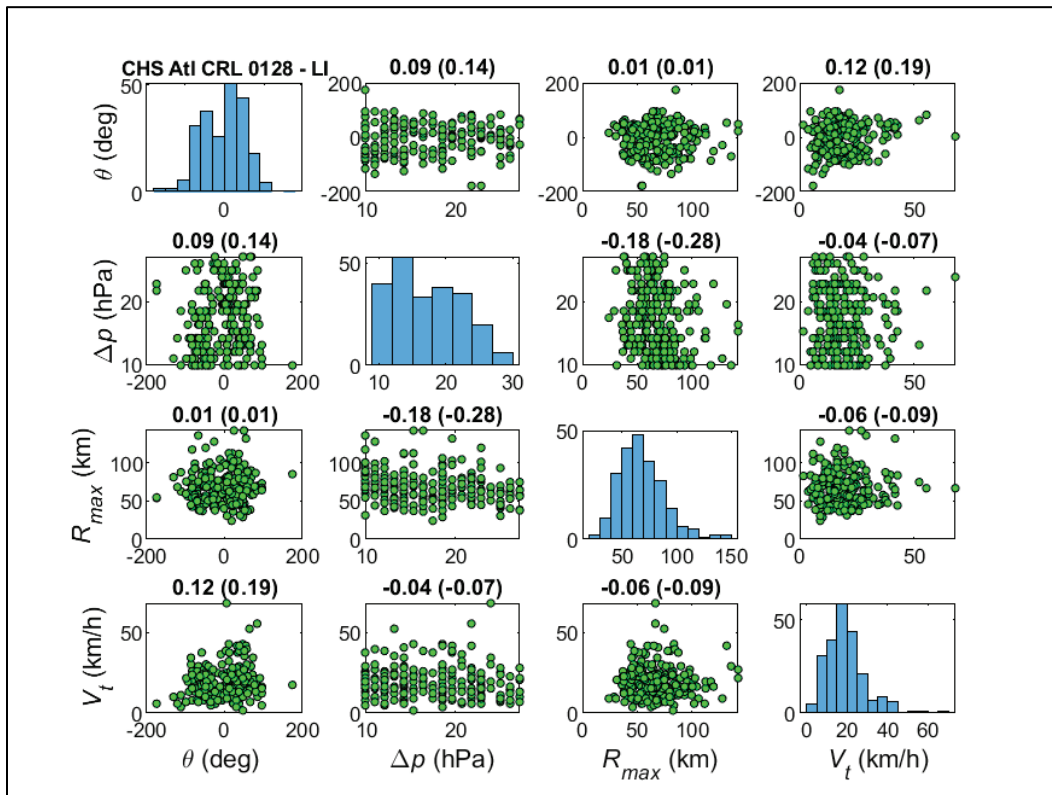 CHS Atl CRL 0128 - LI 0.09 (0.14) 0.01 (0.01) 0.12 (0.19)
θ (deg) 50 0 0
200 0 -200 10 20
200 0 -200 0 50 100
200 0 -200 0 50
0.09 (0.14) -0.18 (-0.28) -0.04 (-0.07)
Δp (hPa) 20 10 -200 0 200
50 0 10 20 30
20 10 0 50 100
20 10 0 50
0.01 (0.01) -0.18 (-0.28) -0.06 (-0.09)
R_max (km) 100 50 0 -200 0 200
100 50 0 10 20
50 0 50 100 150
100 50 0 0 50
0.12 (0.19) -0.04 (-0.07) -0.06 (-0.09)
V_t (km/h) 50 0 -200 0 200
50 0 10 20
50 0 0 50 100
50 0 0 20 40 60
θ (deg) Δp (hPa) R_max (km) V_t (km/h)